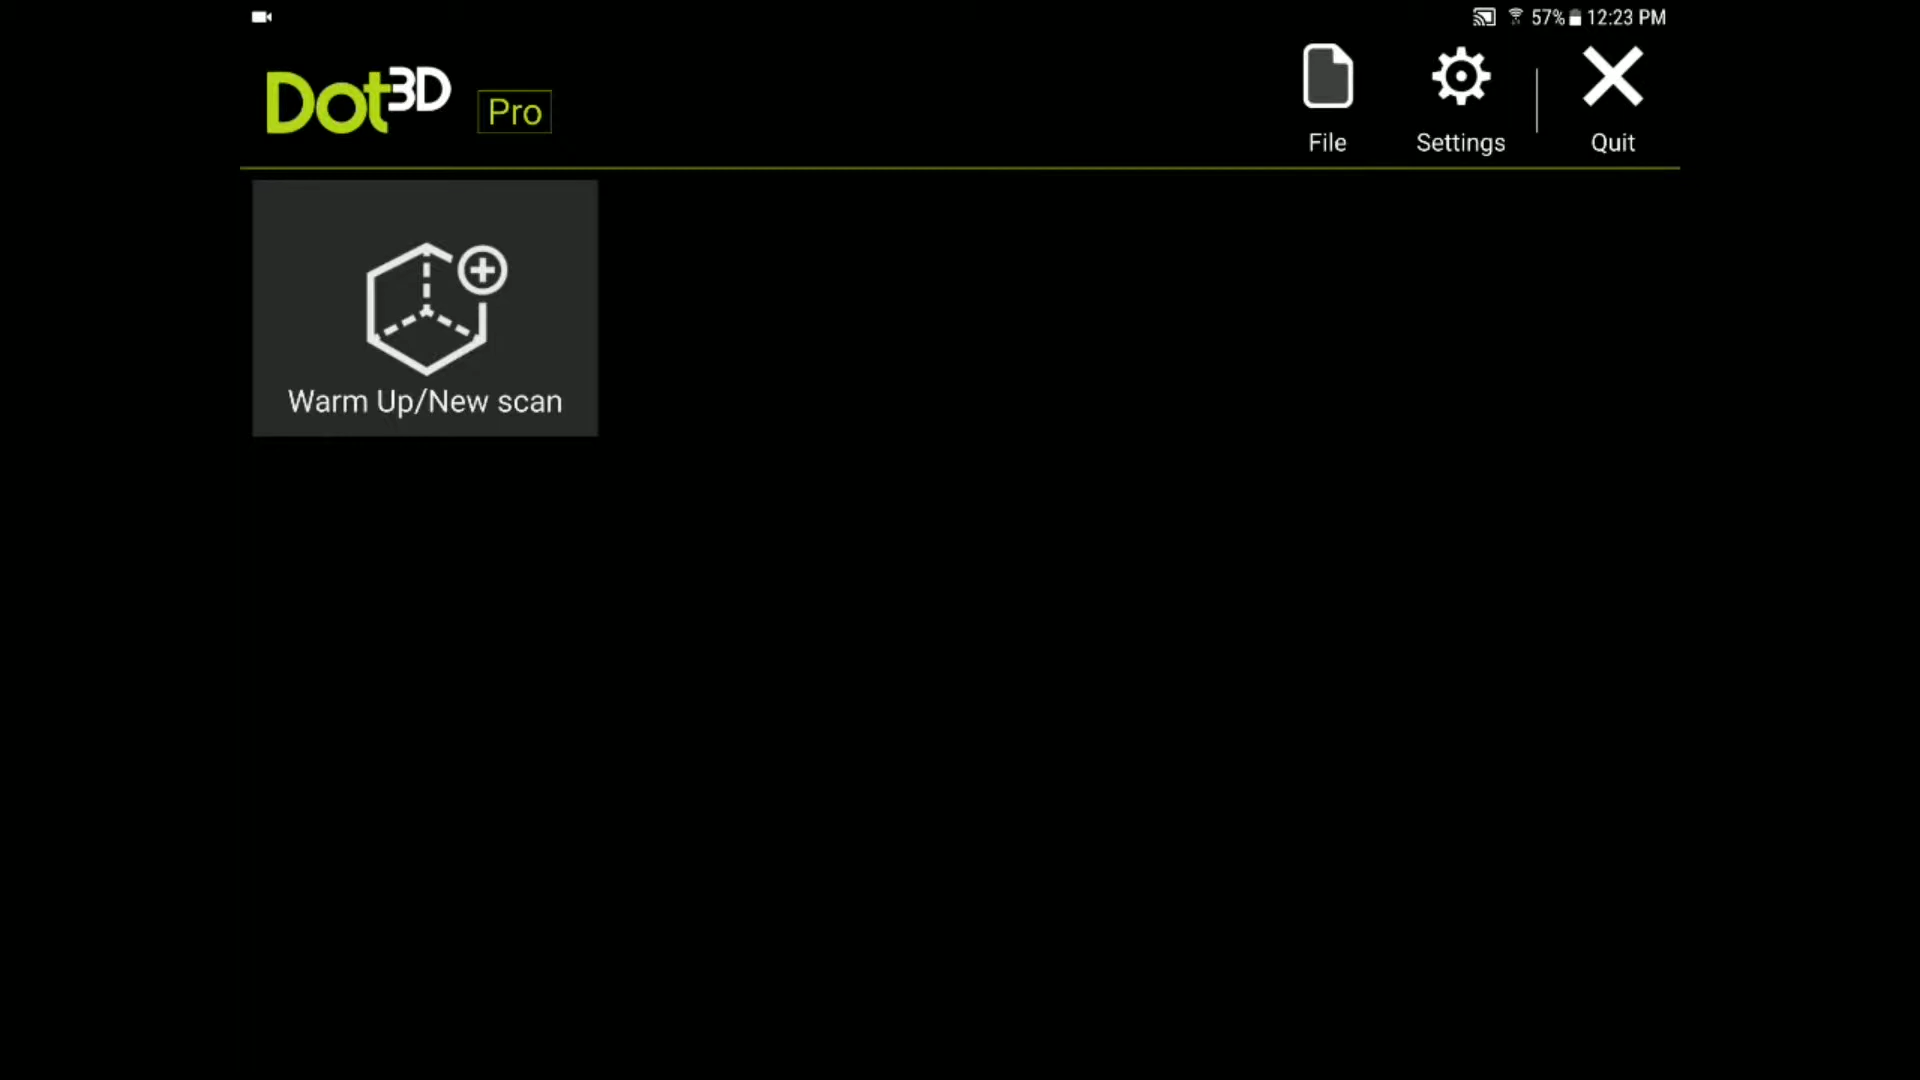 57% 12:23 PM
Dot3D Pro
File Settings Quit
Warm Up/New scan